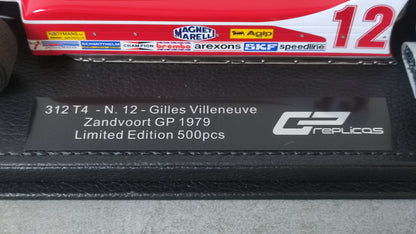 MAGNETI
MARELLI
12
Agip
CHAMPION brembo arexons SKF speedline
312 T4 - N. 12 - Gilles Villeneuve
Zandvoort GP 1979
Limited Edition 500pcs
GP
replicas